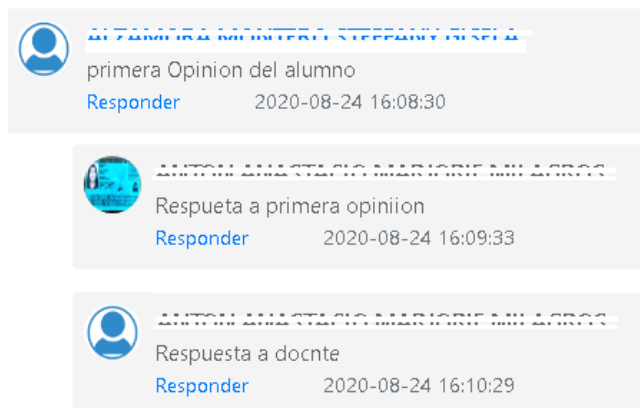 primera Opinion del alumno
Responder 2020-08-24 16:08:30
Respueta a primera opiniion
Responder 2020-08-24 16:09:33
Respuesta a docnte
Responder 2020-08-24 16:10:29